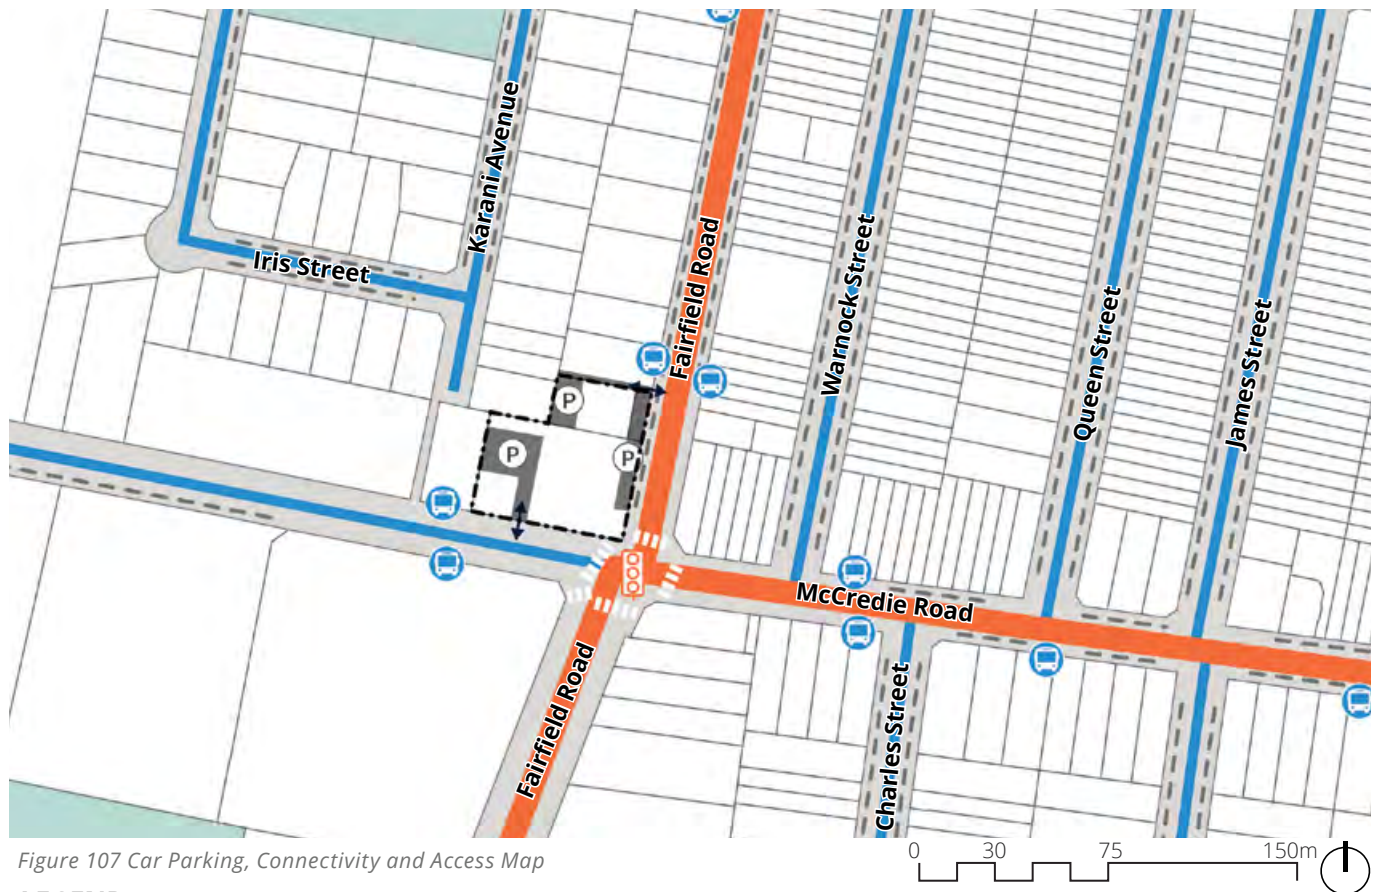 Karani Avenue
Iris Street
Fairfield Road
Warnock Street
Queen Street
James Street
P
P
P
McCredie Road
Fairfield Road
Charles Street
Figure 107 Car Parking, Connectivity and Access Map
0 30 75 150m